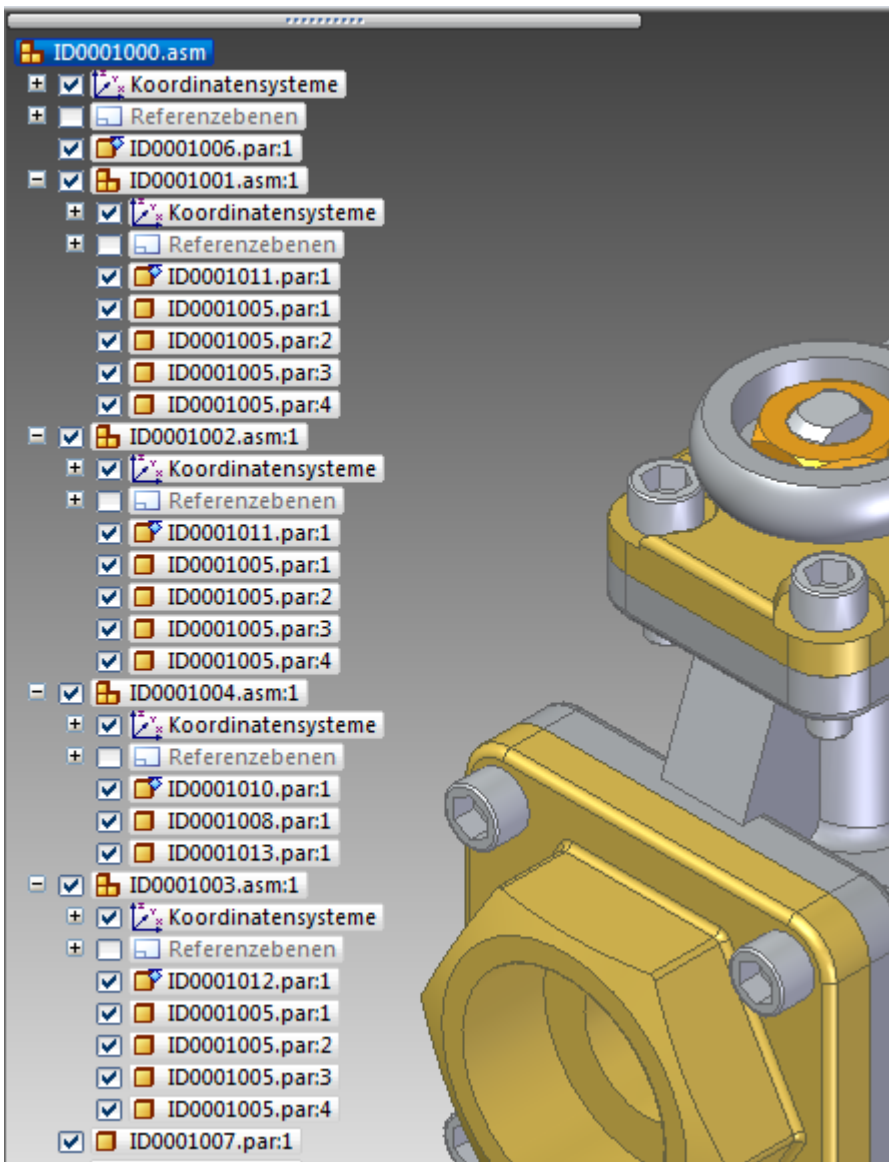 ID0001000.asm
Koordinatensysteme
Referenzebenen
ID0001006.par:1
ID0001001.asm:1
Koordinatensysteme
Referenzebenen
ID0001011.par:1
ID0001005.par:1
ID0001005.par:2
ID0001005.par:3
ID0001005.par:4
ID0001002.asm:1
Koordinatensysteme
Referenzebenen
ID0001011.par:1
ID0001005.par:1
ID0001005.par:2
ID0001005.par:3
ID0001005.par:4
ID0001004.asm:1
Koordinatensysteme
Referenzebenen
ID0001010.par:1
ID0001008.par:1
ID0001013.par:1
ID0001003.asm:1
Koordinatensysteme
Referenzebenen
ID0001012.par:1
ID0001005.par:1
ID0001005.par:2
ID0001005.par:3
ID0001005.par:4
ID0001007.par:1